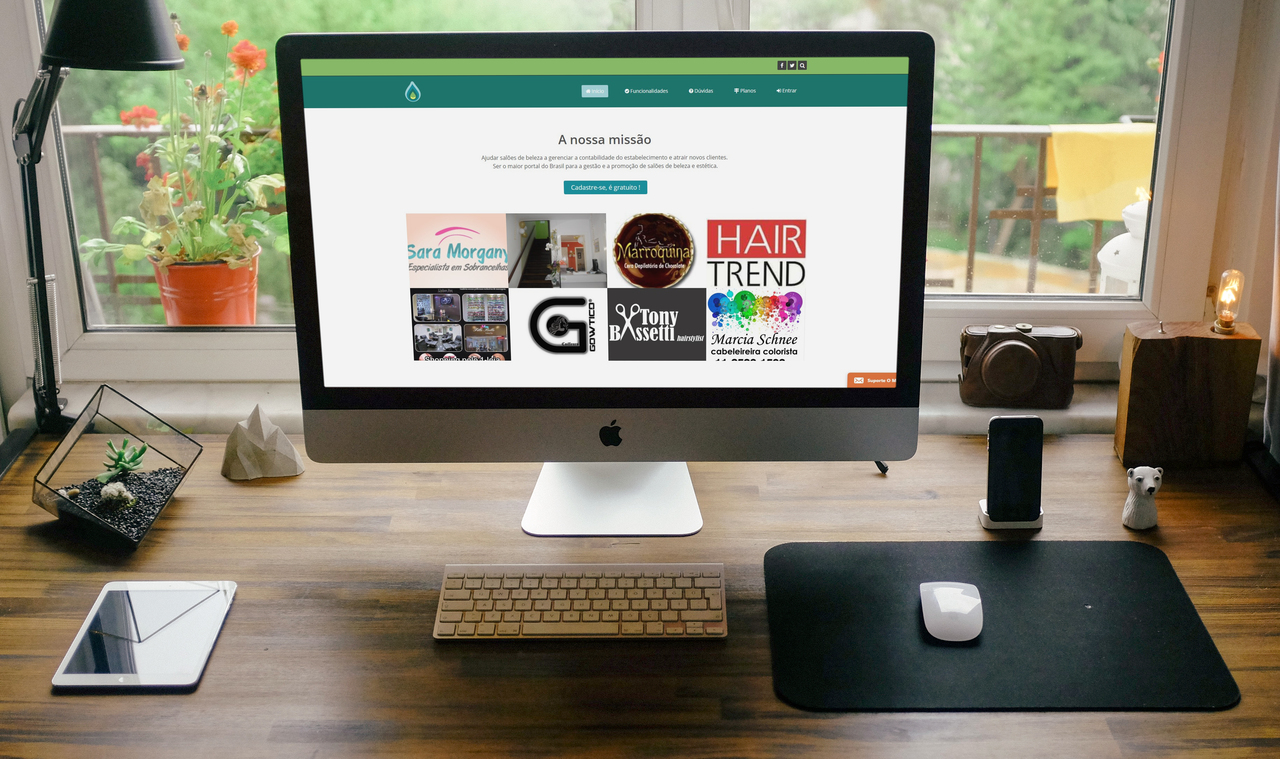 Início
Funcionalidades
Dúvidas
Planos
Entrar
A nossa missão
Ajudar salões de beleza a gerenciar a contabilidade do estabelecimento e atrair novos clientes.
Ser o maior portal do Brasil para a gestão e a promoção de salões de beleza e estética.
Cadastre-se, é gratuito !
Sara Morgany
Especialista em Sobrancelhas
Marroquina
Cera Depilatória de Chocolate
HAIR
TREND
G
GOWTICO
Tony
Bassetti
hairstylist
Marcia Schnee
cabeleireira colorista
Suporte O